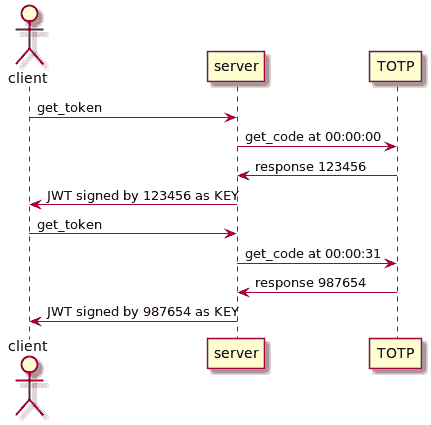 client
server
TOTP
get_token
get_code at 00:00:00
response 123456
JWT signed by 123456 as KEY
get_token
get_code at 00:00:31
response 987654
JWT signed by 987654 as KEY
client
server
TOTP